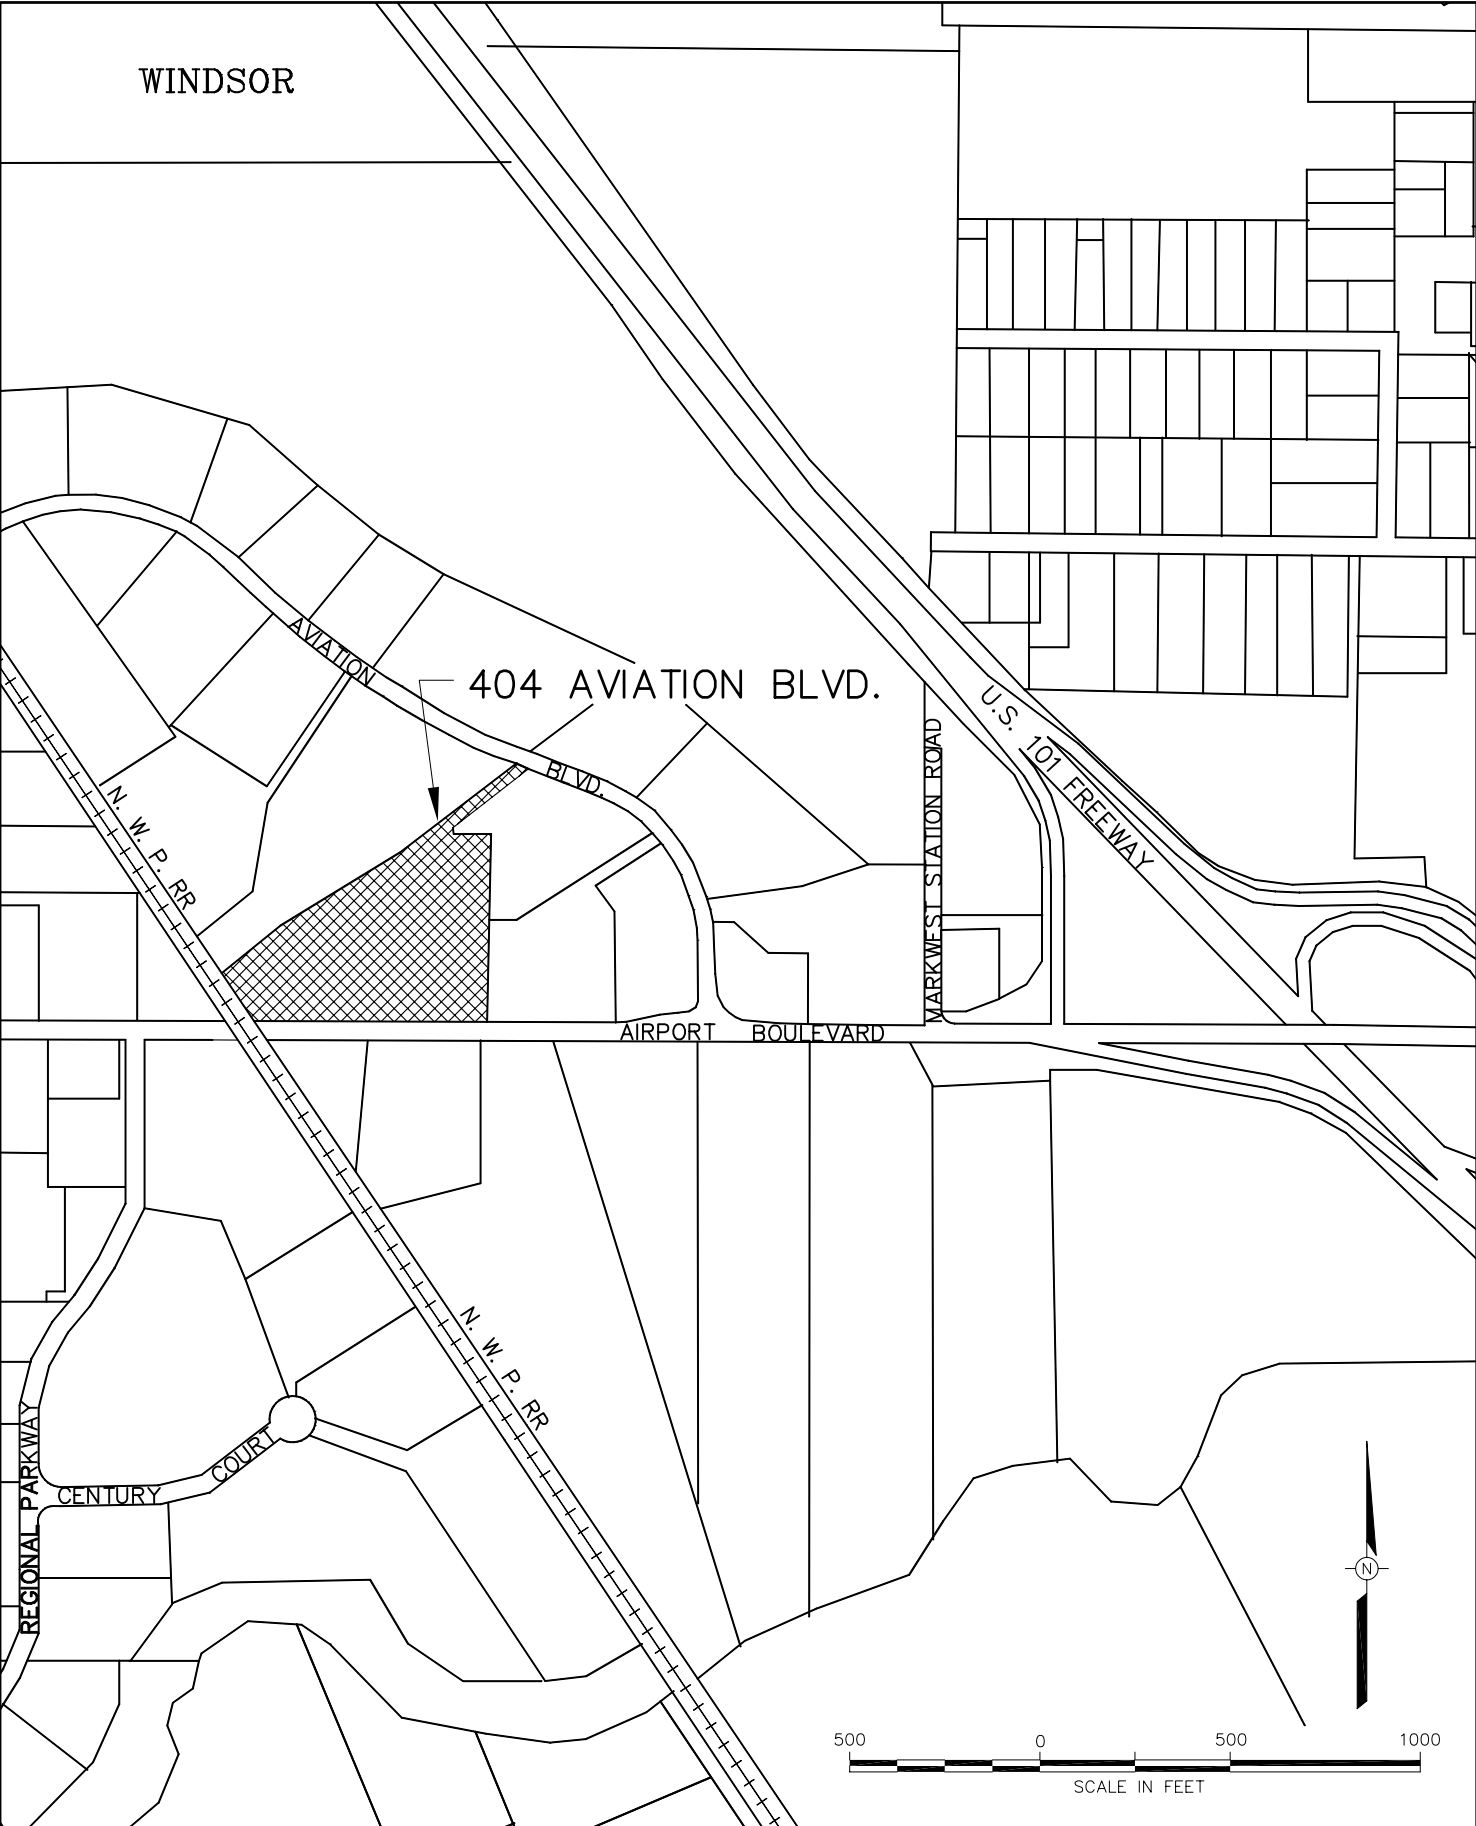 WINDSOR
AVIATION
404 AVIATION BLVD.
U.S. 101 FREEWAY
MARKWEST STATION ROAD
BLVD.
N. W. P. RR
AIRPORT BOULEVARD
N. W. P. RR
REGIONAL PARKWAY
CENTURY COURT
N
500 0 500 1000
SCALE IN FEET